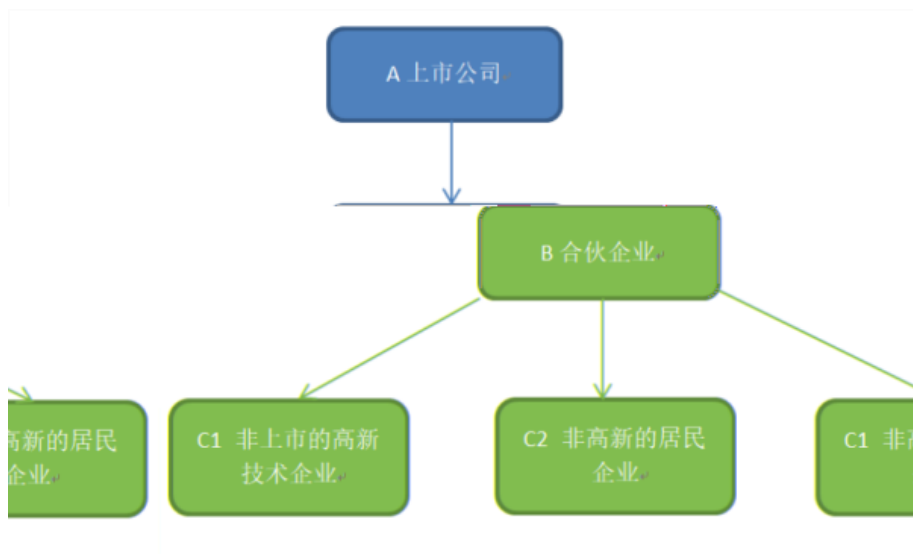 A 上市公司
B 合伙企业
高新的居民
企业
C1 非上市的高新
技术企业
C2 非高新的居民
企业
C1 非